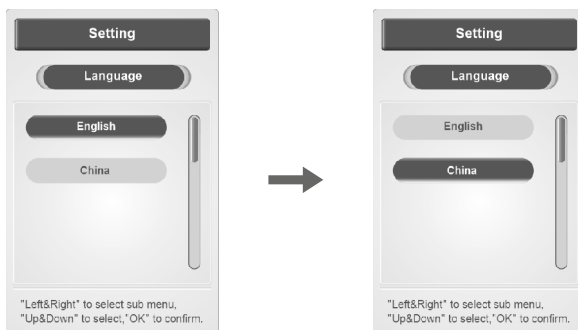 Setting
Language
English
China
"Left&Right" to select sub menu,
"Up&Down" to select,"OK" to confirm.
Setting
Language
English
China
"Left&Right" to select sub menu,
"Up&Down" to select,"OK" to confirm.